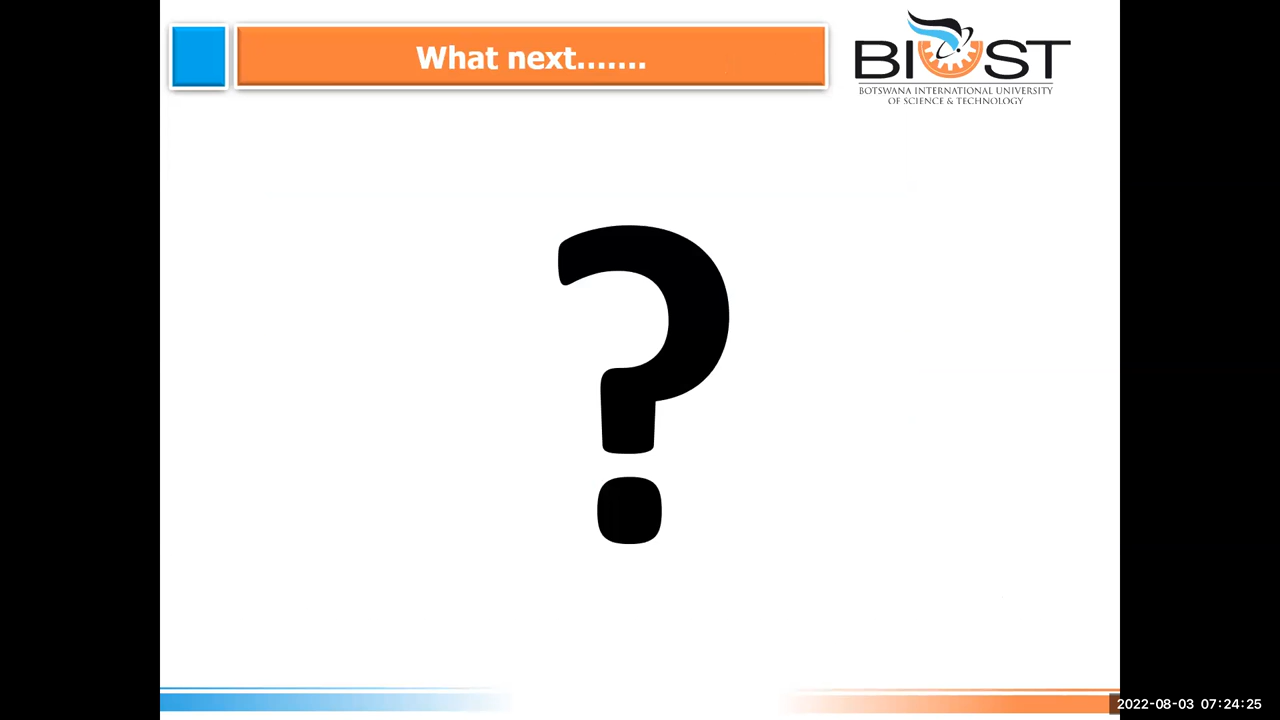 What next.......
BIUST
BOTSWANA INTERNATIONAL UNIVERSITY
OF SCIENCE & TECHNOLOGY
?
2022-08-03 07:24:25